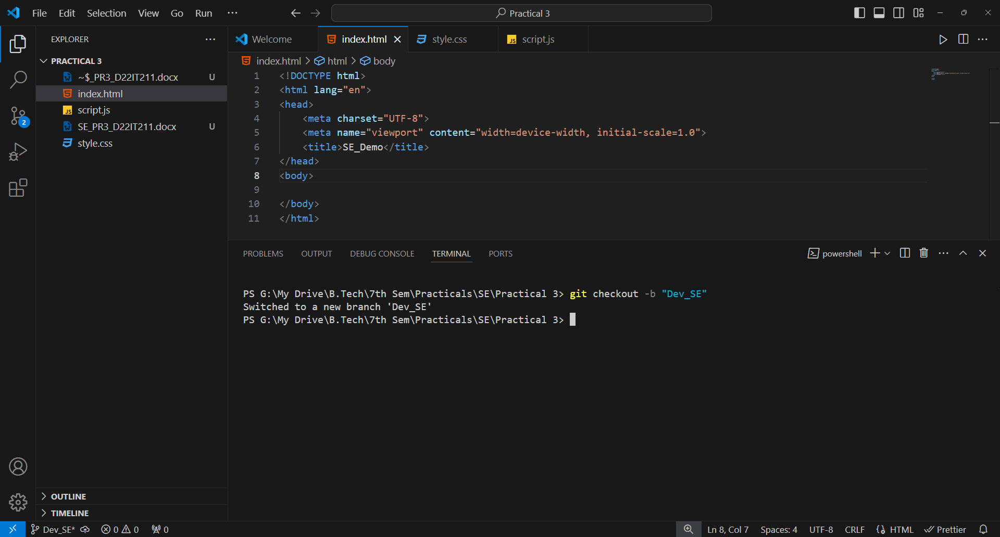 File Edit Selection View Go Run ··· Practical 3
EXPLORER ···
PRACTICAL 3
~$_PR3_D22IT211.docx U
index.html
script.js
SE_PR3_D22IT211.docx U
style.css
2
OUTLINE
TIMELINE
Welcome index.html style.css script.js
index.html > html > body
1 <!DOCTYPE html>
2 <html lang="en">
3 <head>
4 <meta charset="UTF-8">
5 <meta name="viewport" content="width=device-width, initial-scale=1.0">
6 <title>SE_Demo</title>
7 </head>
8 <body>
9
10 </body>
11 </html>
PROBLEMS OUTPUT DEBUG CONSOLE TERMINAL PORTS powershell
PS G:\My Drive\B.Tech\7th Sem\Practicals\SE\Practical 3> git checkout -b "Dev_SE"
Switched to a new branch 'Dev_SE'
PS G:\My Drive\B.Tech\7th Sem\Practicals\SE\Practical 3>
Dev_SE* 0 0 0 Ln 8, Col 7 Spaces: 4 UTF-8 CRLF HTML Prettier